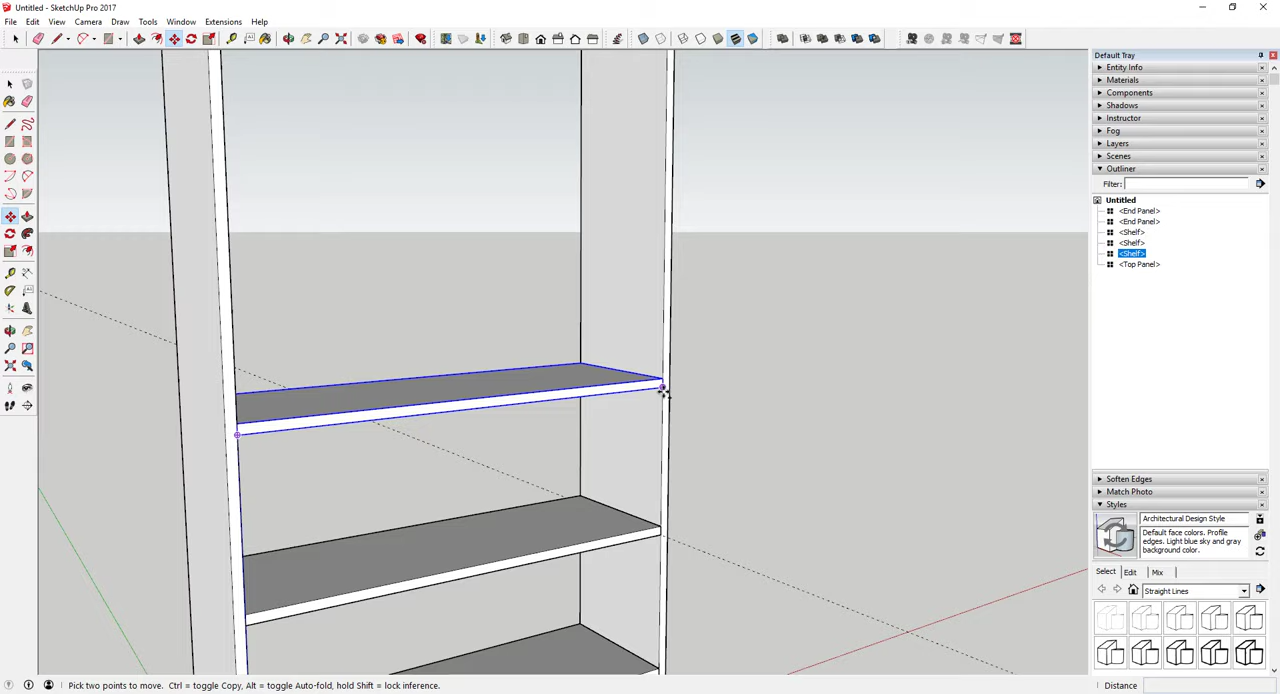 Untitled - SketchUp Pro 2017
File Edit View Camera Draw Tools Window Extensions Help
Default Tray
Entity Info
Materials
Components
Shadows
Instructor
Fog
Layers
Scenes
Outliner
Filter:
Untitled
<End Panel>
<End Panel>
<Shelf>
<Shelf>
<Shelf>
<Top Panel>
Soften Edges
Match Photo
Styles
Architectural Design Style
Default face colors. Profile
edges. Light blue sky and gray
background color.
Select Edit Mix
Straight Lines
Pick two points to move. Ctrl = toggle Copy, Alt = toggle Auto-fold, hold Shift = lock inference.
Distance